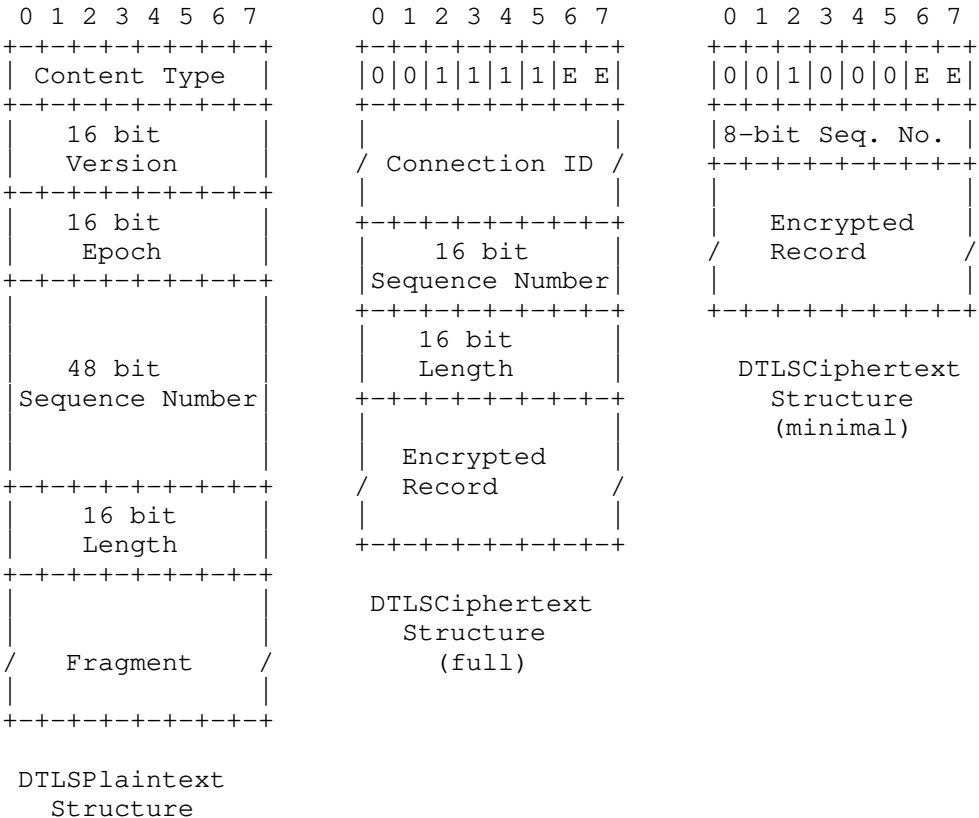 0 1 2 3 4 5 6 7
+-+-+-+-+-+-+-+-+
| Content Type |
+-+-+-+-+-+-+-+-+
| 16 bit |
| Version |
+-+-+-+-+-+-+-+-+
| 16 bit |
| Epoch |
+-+-+-+-+-+-+-+-+
| |
| |
| 48 bit |
|Sequence Number|
| |
| |
+-+-+-+-+-+-+-+-+
| 16 bit |
| Length |
+-+-+-+-+-+-+-+-+
| |
| |
/ Fragment /
| |
+-+-+-+-+-+-+-+-+
DTLSPlaintext
Structure
0 1 2 3 4 5 6 7
+-+-+-+-+-+-+-+-+
|0|0|1|1|1|1|E E|
+-+-+-+-+-+-+-+-+
| |
/ Connection ID /
| |
+-+-+-+-+-+-+-+-+
| 16 bit |
|Sequence Number|
+-+-+-+-+-+-+-+-+
| 16 bit |
| Length |
+-+-+-+-+-+-+-+-+
| |
| Encrypted |
/ Record /
| |
+-+-+-+-+-+-+-+-+
DTLSCiphertext
Structure
(full)
0 1 2 3 4 5 6 7
+-+-+-+-+-+-+-+-+
|0|0|1|0|0|0|E E|
+-+-+-+-+-+-+-+-+
|8-bit Seq. No. |
+-+-+-+-+-+-+-+-+
| |
| Encrypted |
/ Record /
| |
+-+-+-+-+-+-+-+-+
DTLSCiphertext
Structure
(minimal)